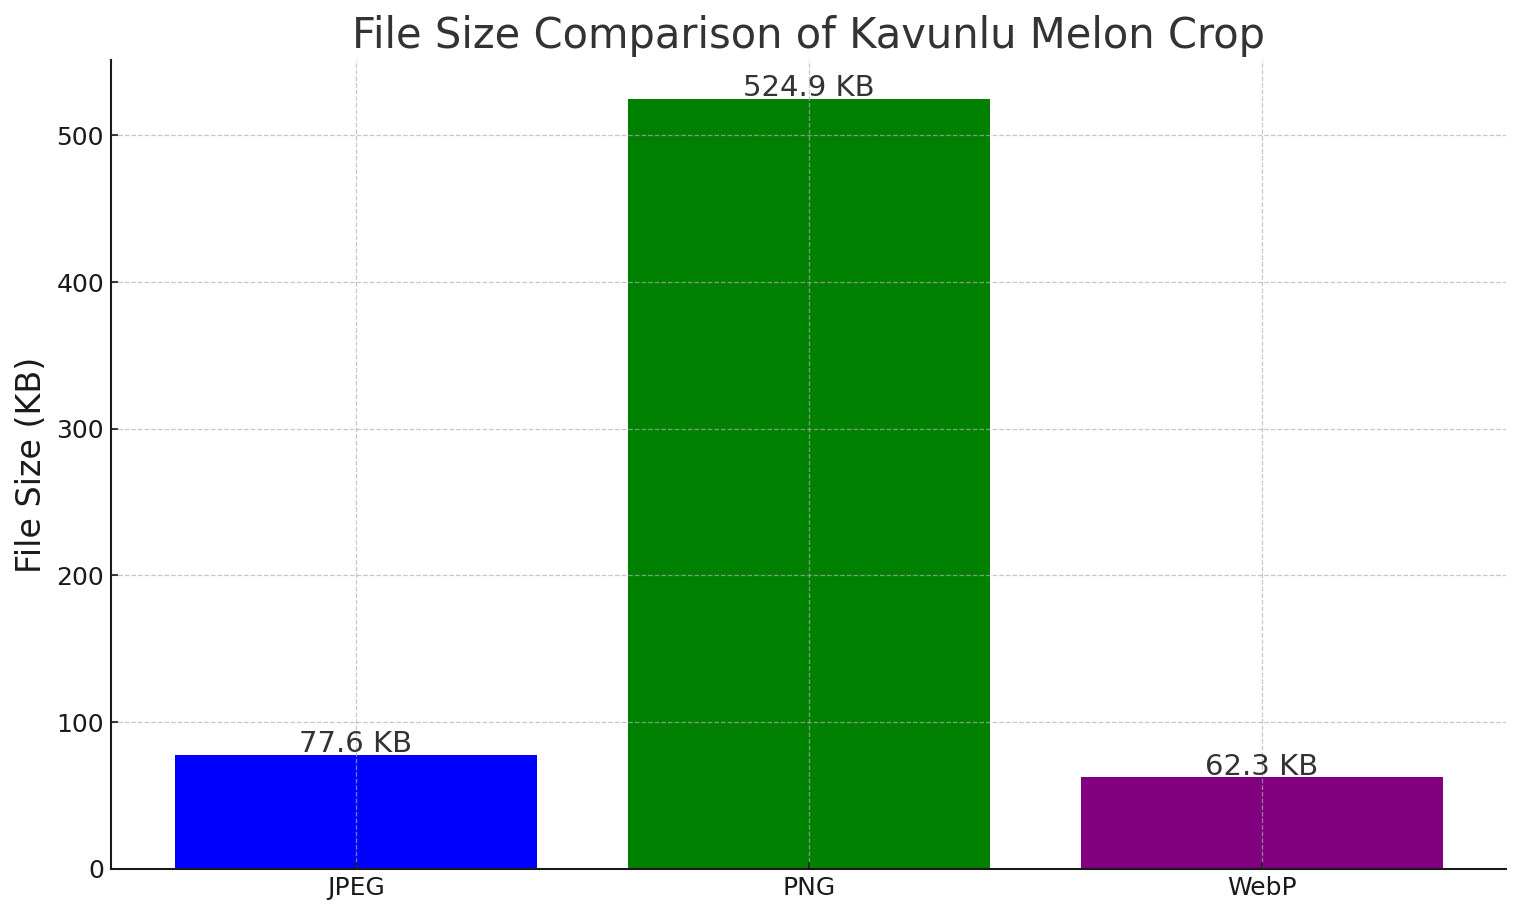 File Size Comparison of Kavunlu Melon Crop
524.9 KB
77.6 KB
62.3 KB
File Size (KB)
500
400
300
200
100
0
JPEG
PNG
WebP